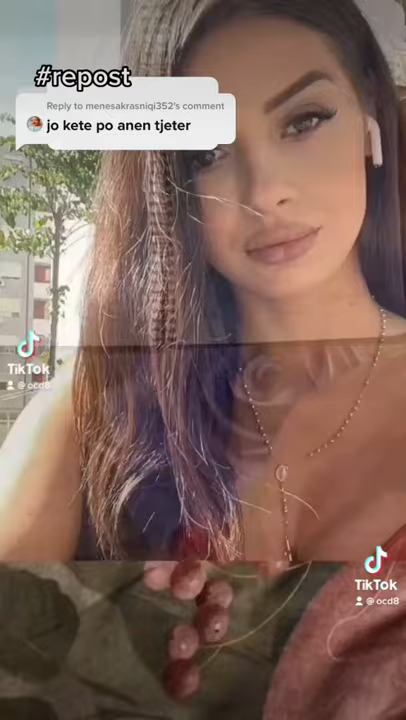 #repost
Reply to menesakrasniqi352's comment
jo kete po anen tjeter
TikTok
@ocd8
TikTok
@ocd8